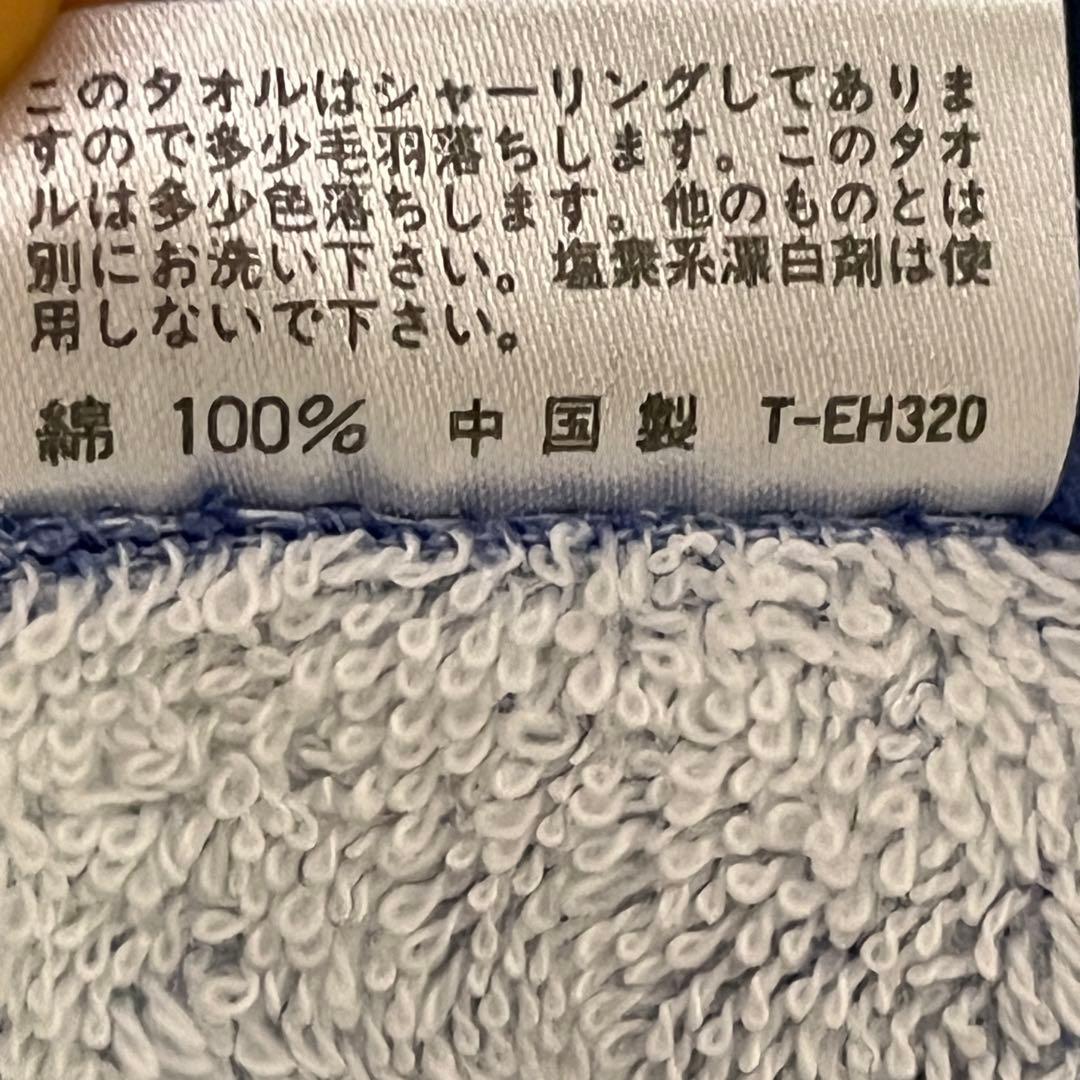 このタオルはシャーリングしてありま
すので多少毛羽落ちします。このタオ
ルは多少色落ちします。他のものとは
別にお洗い下さい。塩素系漂白剤は使
用しないで下さい。
綿 100% 中国製 T-EH320